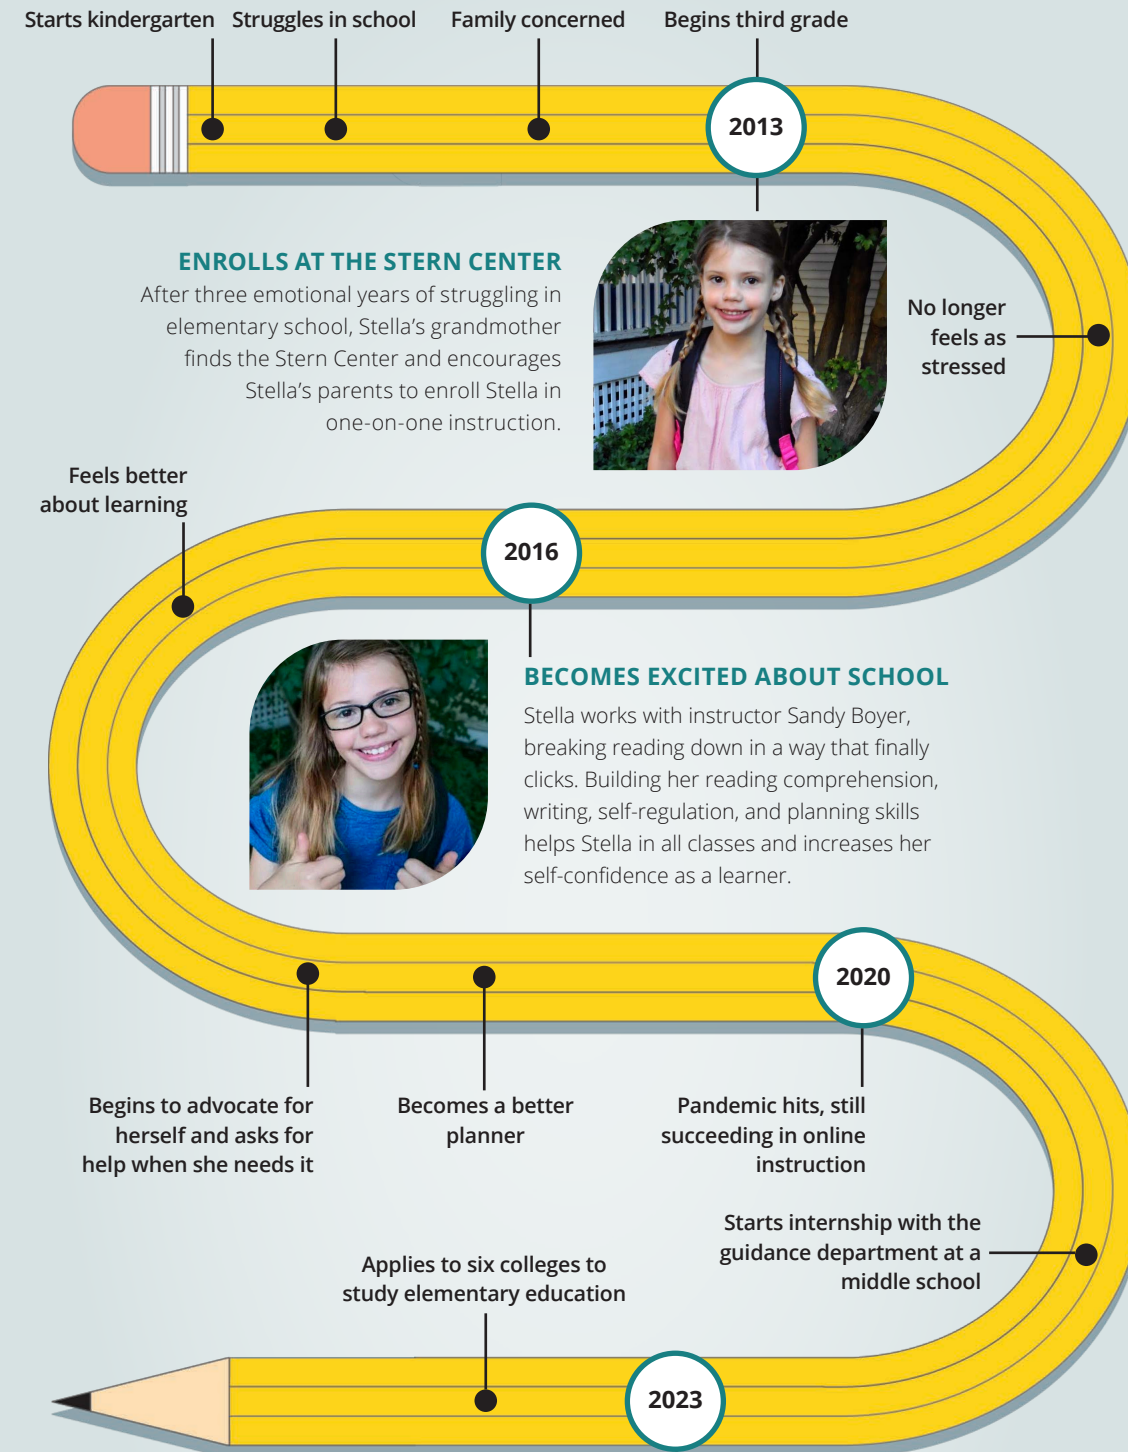 Starts kindergarten
Struggles in school
Family concerned
Begins third grade
2013
ENROLLS AT THE STERN CENTER
After three emotional years of struggling in
elementary school, Stella’s grandmother
finds the Stern Center and encourages
Stella’s parents to enroll Stella in
one-on-one instruction.
No longer
feels as
stressed
2016
Feels better
about learning
BECOMES EXCITED ABOUT SCHOOL
Stella works with instructor Sandy Boyer,
breaking reading down in a way that finally
clicks. Building her reading comprehension,
writing, self-regulation, and planning skills
helps Stella in all classes and increases her
self-confidence as a learner.
Begins to advocate for
herself and asks for
help when she needs it
Becomes a better
planner
2020
Pandemic hits, still
succeeding in online
instruction
Starts internship with the
guidance department at a
middle school
2023
Applies to six colleges to
study elementary education